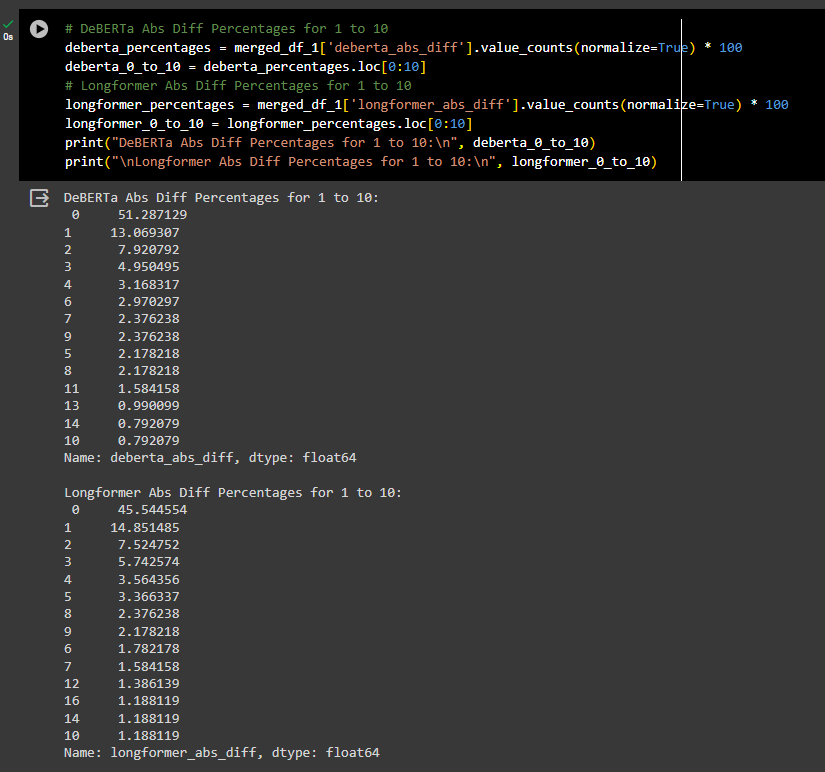 0s
# DeBERTa Abs Diff Percentages for 1 to 10
deberta_percentages = merged_df_1['deberta_abs_diff'].value_counts(normalize=True) * 100
deberta_0_to_10 = deberta_percentages.loc[0:10]
# Longformer Abs Diff Percentages for 1 to 10
longformer_percentages = merged_df_1['longformer_abs_diff'].value_counts(normalize=True) * 100
longformer_0_to_10 = longformer_percentages.loc[0:10]
print("DeBERTa Abs Diff Percentages for 1 to 10:\n", deberta_0_to_10)
print("\nLongformer Abs Diff Percentages for 1 to 10:\n", longformer_0_to_10)
DeBERTa Abs Diff Percentages for 1 to 10:
0     51.287129
1     13.069307
2      7.920792
3      4.950495
4      3.168317
6      2.970297
7      2.376238
9      2.376238
5      2.178218
8      2.178218
11     1.584158
13     0.990099
14     0.792079
10     0.792079
Name: deberta_abs_diff, dtype: float64
Longformer Abs Diff Percentages for 1 to 10:
0     45.544554
1     14.851485
2      7.524752
3      5.742574
4      3.564356
5      3.366337
8      2.376238
9      2.178218
6      1.782178
7      1.584158
12     1.386139
16     1.188119
14     1.188119
10     1.188119
Name: longformer_abs_diff, dtype: float64